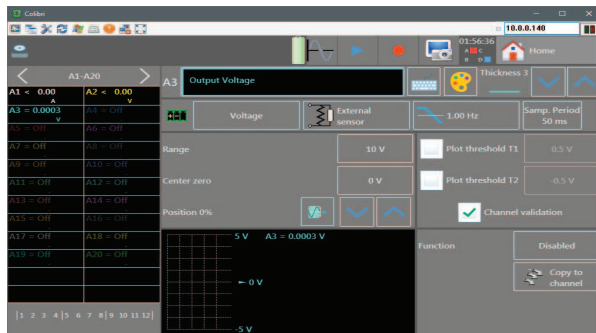 Colibri
10.0.0.140
01:56:36
A C
B D
Home
A1-A20
A1 < 0.00 A
A2 < 0.00 V
A3 = 0.0003 V
A4 = Off
A5 = Off
A6 = Off
A7 = Off
A8 = Off
A9 = Off
A10 = Off
A11 = Off
A12 = Off
A13 = Off
A14 = Off
A15 = Off
A16 = Off
A17 = Off
A18 = Off
A19 = Off
A20 = Off
|1 2 3 4|5 6 7 8|9 10 11 12|
A3
Output Voltage
Thickness 3
Voltage
External sensor
1.00 Hz
Samp. Period
50 ms
Range
10 V
Plot threshold T1
0.5 V
Center zero
0 V
Plot threshold T2
-0.5 V
Position 0%
Channel validation
5 V A3 = 0.0003 V
0 V
-5 V
Function
Disabled
Copy to channel